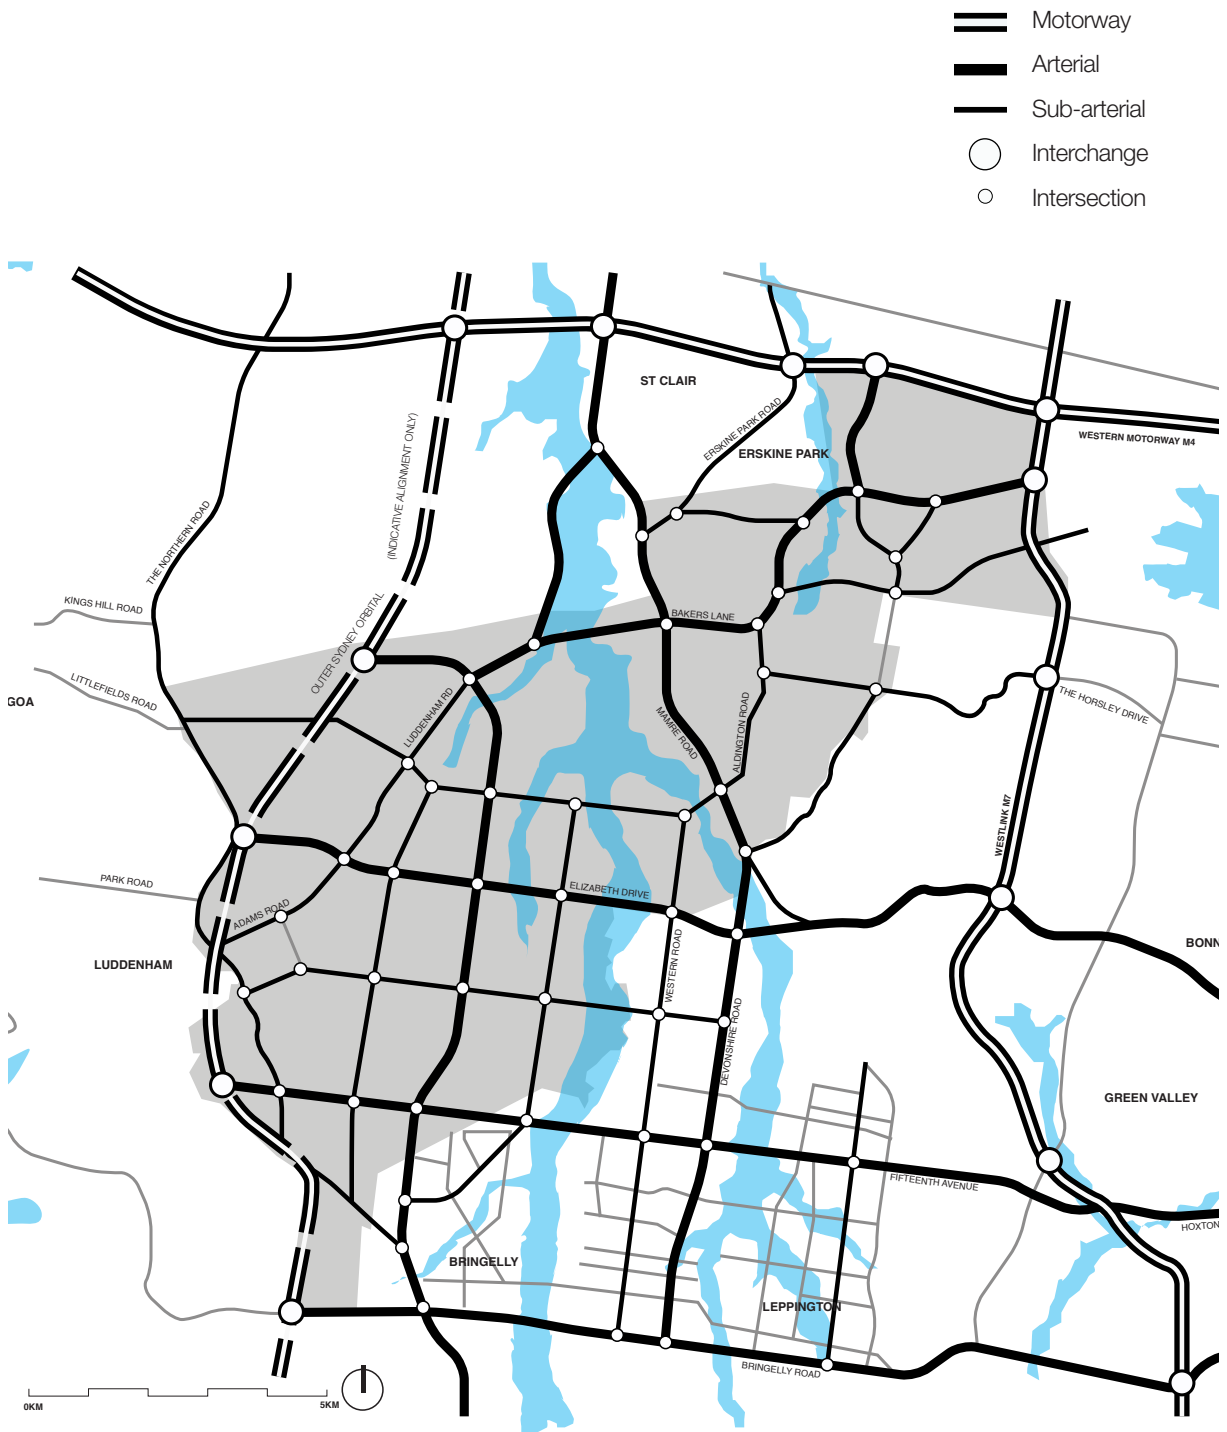 Motorway
Arterial
Sub-arterial
Interchange
Intersection
ST CLAIR
ERSKINE PARK ROAD
ERSKINE PARK
WESTERN MOTORWAY M4
(INDICATIVE ALIGNMENT ONLY)
THE NORTHERN ROAD
KINGS HILL ROAD
OUTER SYDNEY ORBITAL
BAKERS LANE
LITTLEFIELDS ROAD
GOA
LUDDENHAM RD
MAMRE ROAD
ALDINGTON ROAD
THE HORSLEY DRIVE
WESTLINK M7
PARK ROAD
ELIZABETH DRIVE
ADAMS ROAD
LUDDENHAM
WESTERN ROAD
BONN
DEVONSHIRE ROAD
GREEN VALLEY
FIFTEENTH AVENUE
HOXTON
BRINGELLY
LEPPINGTON
BRINGELLY ROAD
0KM
5KM